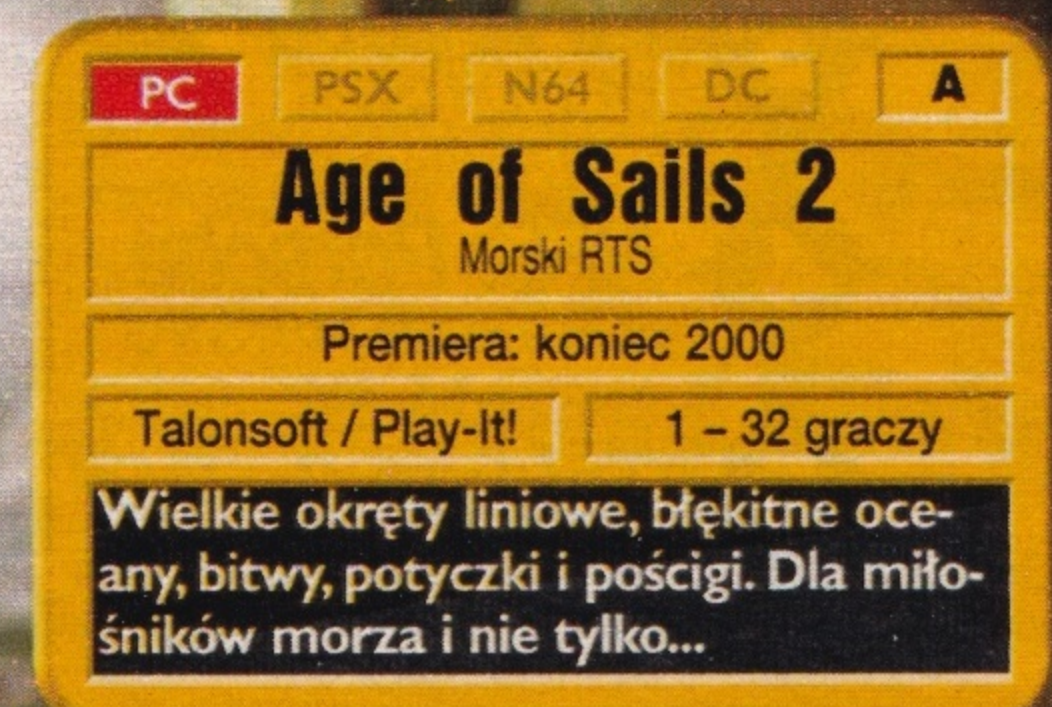 PC PSX N64 DC A
Age of Sails 2
Morski RTS
Premiera: koniec 2000
Talonsoft / Play-It! 1 – 32 graczy
Wielkie okręty liniowe, błękitne oce-
any, bitwy, potyczki i pościgi. Dla miło-
śników morza i nie tylko...